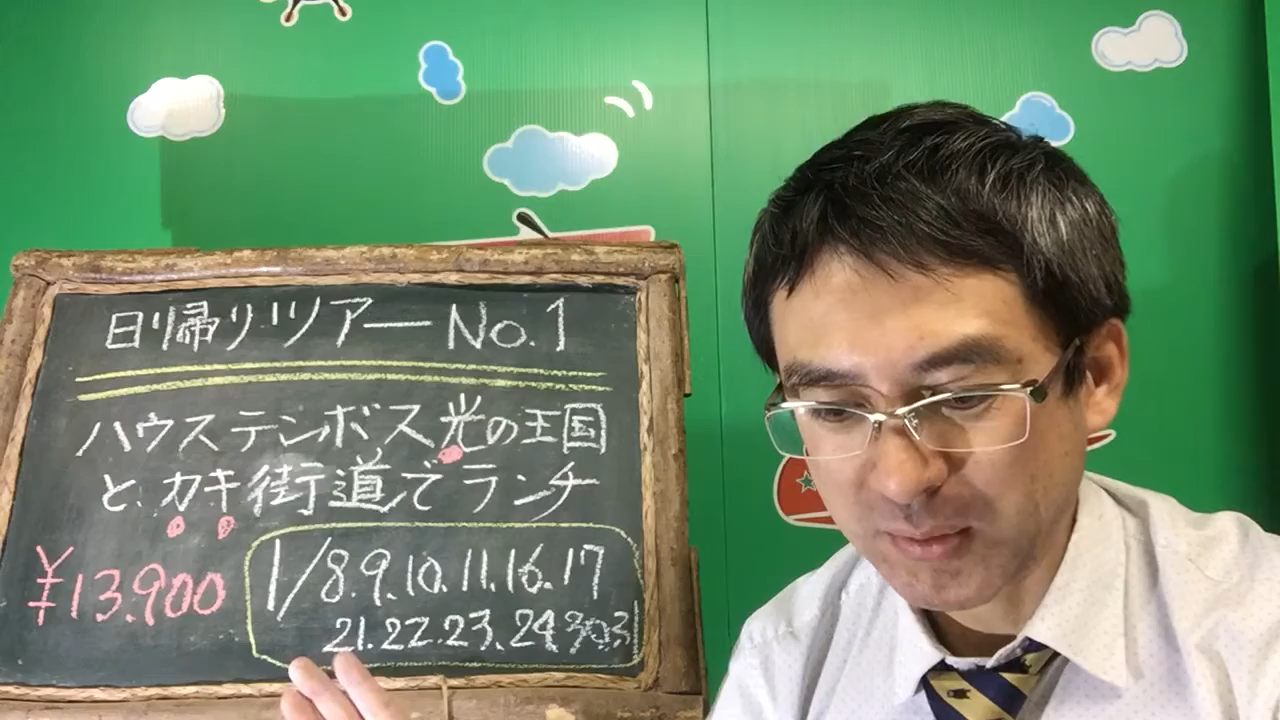 日帰りツアー No.1
ハウステンボス光の王国
と、カキ街道でランチ
¥13.900
1/8.9.10.11.16.17
21.22.23.24.30.31